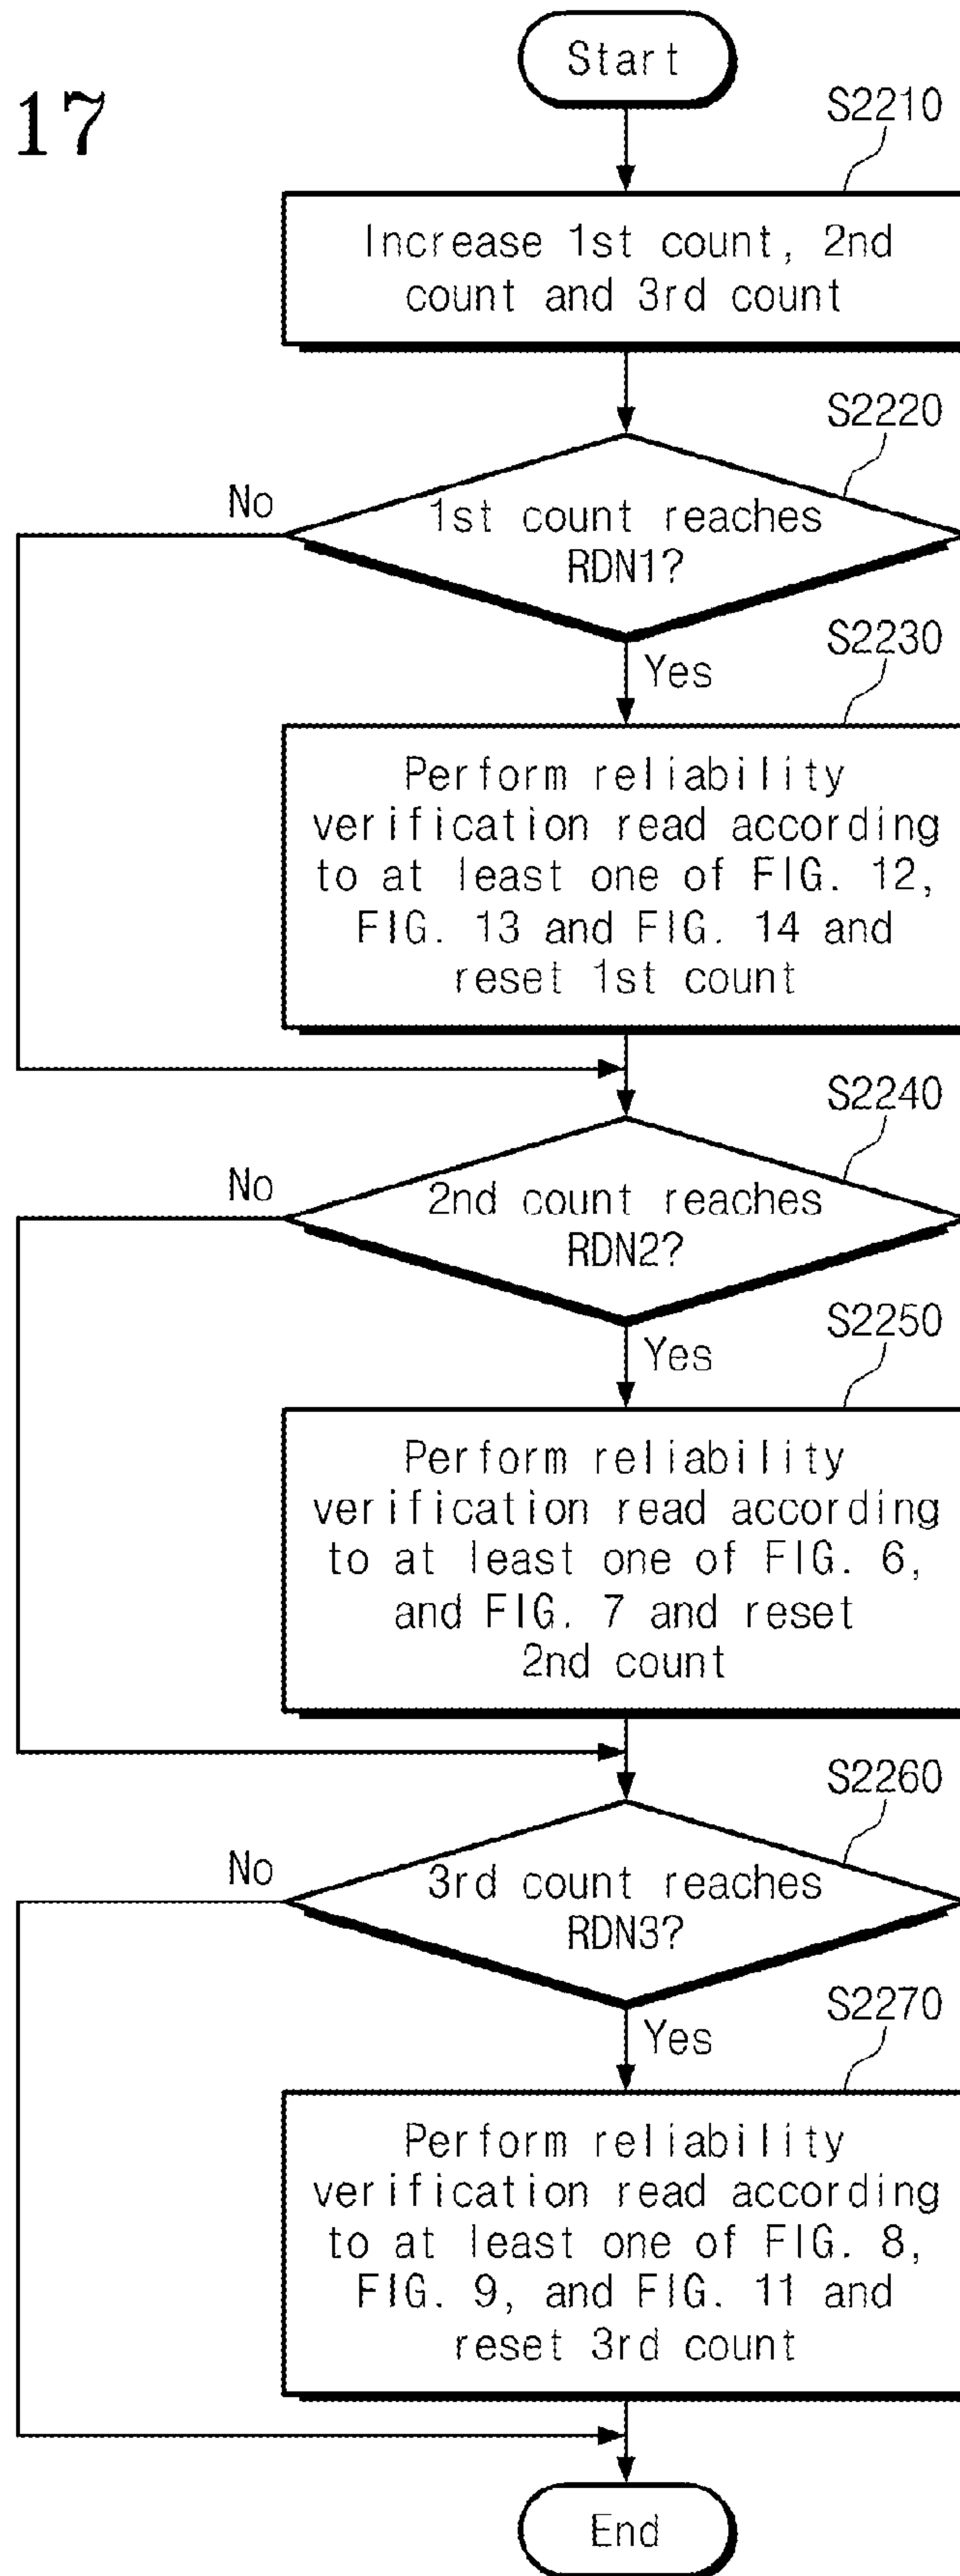 17
Start
S2210
Increase 1st count, 2nd
count and 3rd count
S2220
No
1st count reaches
RDN1?
Yes
S2230
Perform reliability
verification read according
to at least one of FIG. 12,
FIG. 13 and FIG. 14 and
reset 1st count
S2240
No
2nd count reaches
RDN2?
Yes
S2250
Perform reliability
verification read according
to at least one of FIG. 6,
and FIG. 7 and reset
2nd count
S2260
No
3rd count reaches
RDN3?
Yes
S2270
Perform reliability
verification read according
to at least one of FIG. 8,
FIG. 9, and FIG. 11 and
reset 3rd count
End